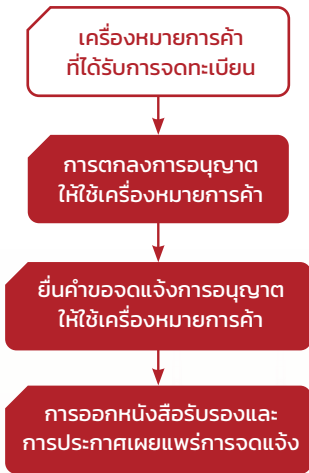 เครื่องหมายการค้า
ที่ได้รับการจดทะเบียน
การตกลงการอนุญาต
ให้ใช้เครื่องหมายการค้า
ยื่นคำขอจดแจ้งการอนุญาต
ให้ใช้เครื่องหมายการค้า
การออกหนังสือรับรองและ
การประกาศเผยแพร่การจดแจ้ง